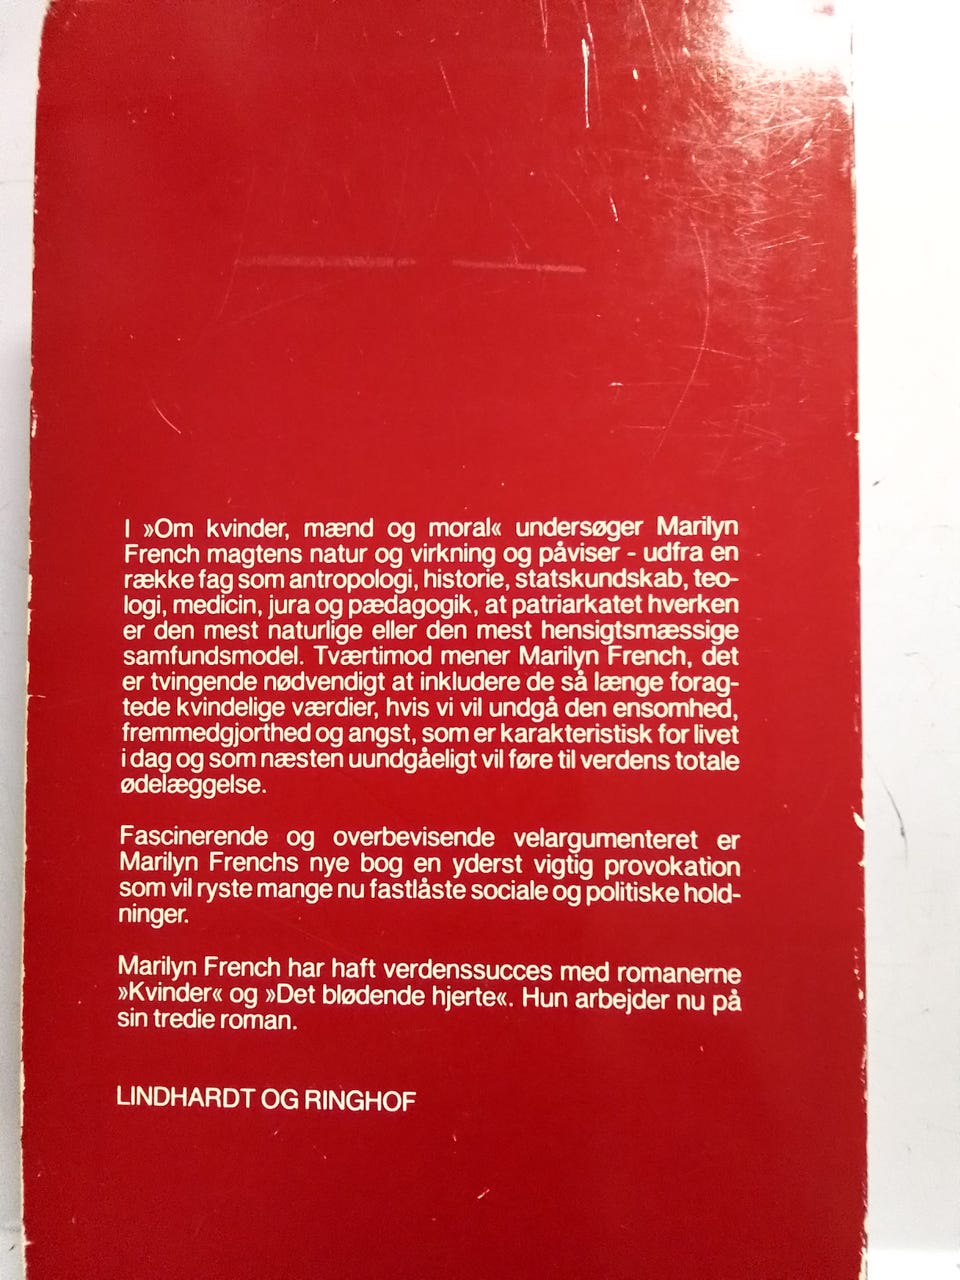 I »Om kvinder, mænd og moral« undersøger Marilyn
French magtens natur og virkning og påviser - udfra en
række fag som antropologi, historie, statskundskab, teo-
logi, medicin, jura og pædagogik, at patriarkatet hverken
er den mest naturlige eller den mest hensigtsmæssige
samfundsmodel. Tværtimod mener Marilyn French, det
er tvingende nødvendigt at inkludere de så længe forag-
tede kvindelige værdier, hvis vi vil undgå den ensomhed,
fremmedgjorthed og angst, som er karakteristisk for livet
i dag og som næsten uundgåeligt vil føre til verdens totale
ødelæggelse.
Fascinerende og overbevisende velargumenteret er
Marilyn Frenchs nye bog en yderst vigtig provokation
som vil ryste mange nu fastlåste sociale og politiske hold-
ninger.
Marilyn French har haft verdenssucces med romanerne
»Kvinder« og »Det blødende hjerte«. Hun arbejder nu på
sin tredie roman.
LINDHARDT OG RINGHOF